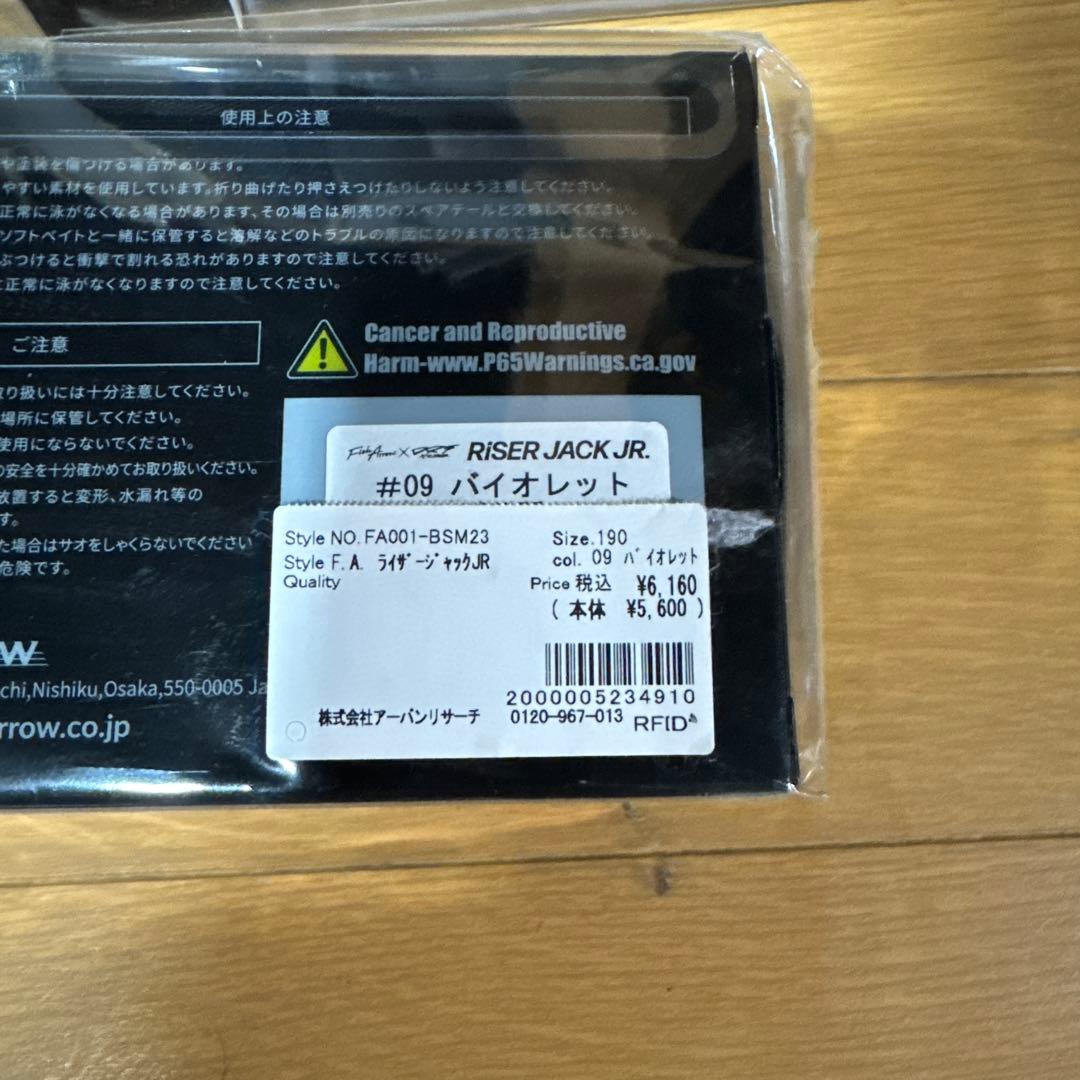 使用上の注意
や塗装を傷つける場合があります。
やすい素材を使用しています。折り曲げたり押さえつけたりしないよう注意してください。
正常に泳がなくなる場合があります、その場合は別売りのスペアテールと交換してください。
ソフトベイトと一緒に保管すると溶解などのトラブルの原因になりますので注意してください。
ぶつけると衝撃で割れる恐れがありますので注意してください。
と正常に泳がなくなりますので注意してください。
ご注意
取り扱いには十分注意してください。
場所に保管してください。
使用にならないでください。
の安全を十分確かめてお取り扱いください。
放置すると変形、水漏れ等の
す。
た場合はサオをしゃくらないでください
危険です。
Cancer and Reproductive
Harm-www.P65Warnings.ca.gov
FishArrow × RiSER JACK JR.
#09 バイオレット
Style NO. FA001-BSM23 Size.190
Style F.A. ﾗｲｻﾞｰｼﾞｬｯｸJR col. 09 ﾊﾞｲｵﾚｯﾄ
Quality Price 税込 ¥6,160
( 本体 ¥5,600 )
2000005234910
株式会社アーバンリサーチ 0120-967-013 RFID
W
chi,Nishiku,Osaka,550-0005 Ja
rrow.co.jp